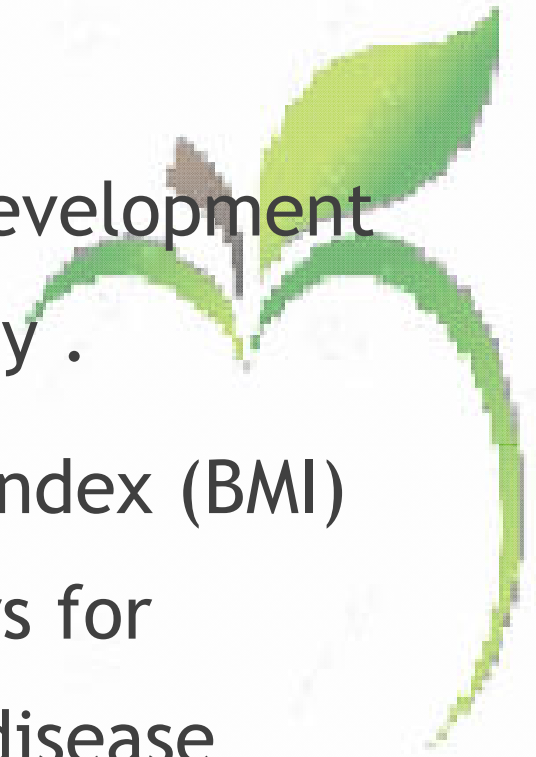 evelopment
y .
ndex (BMI)
s for
disease